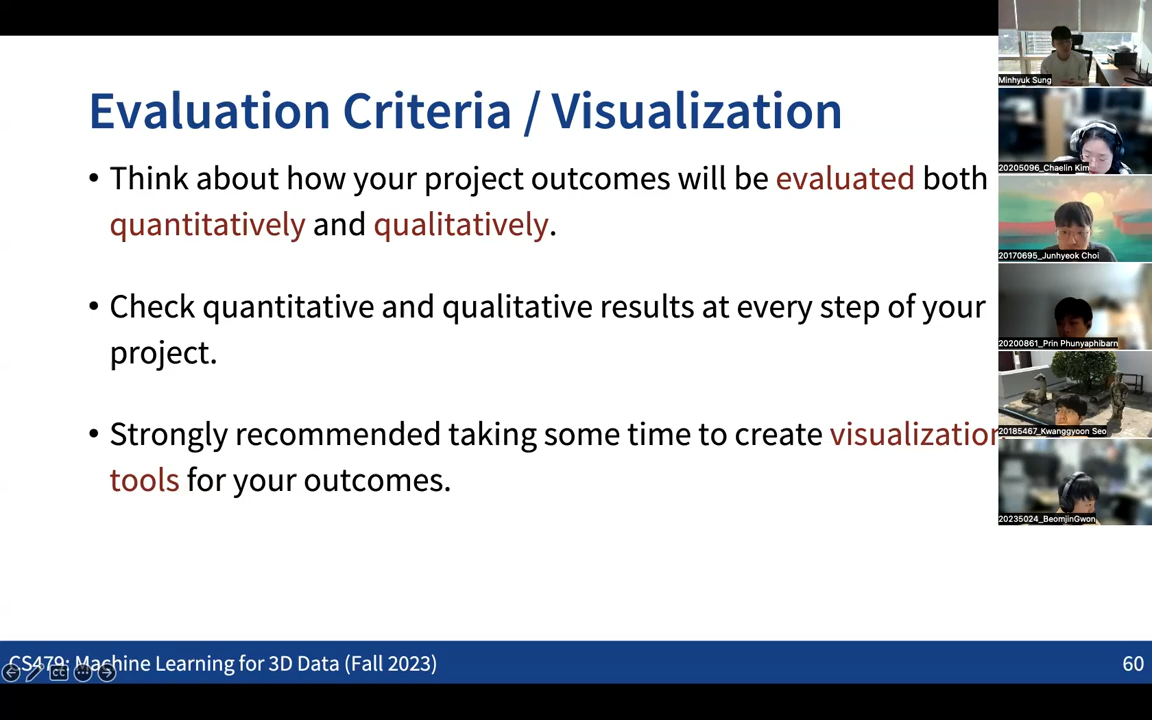 Evaluation Criteria / Visualization
• Think about how your project outcomes will be evaluated both
quantitatively and qualitatively.
• Check quantitative and qualitative results at every step of your
project.
• Strongly recommended taking some time to create visualization
tools for your outcomes.
CS479: Machine Learning for 3D Data (Fall 2023)
60
Minhyuk Sung
20205096_Chaelin Kim
20170695_Junhyeok Choi
20200861_Prin Phunyaphibarn
20185467_Kwanggyoon Seo
20235024_BeomjinGwon
CC